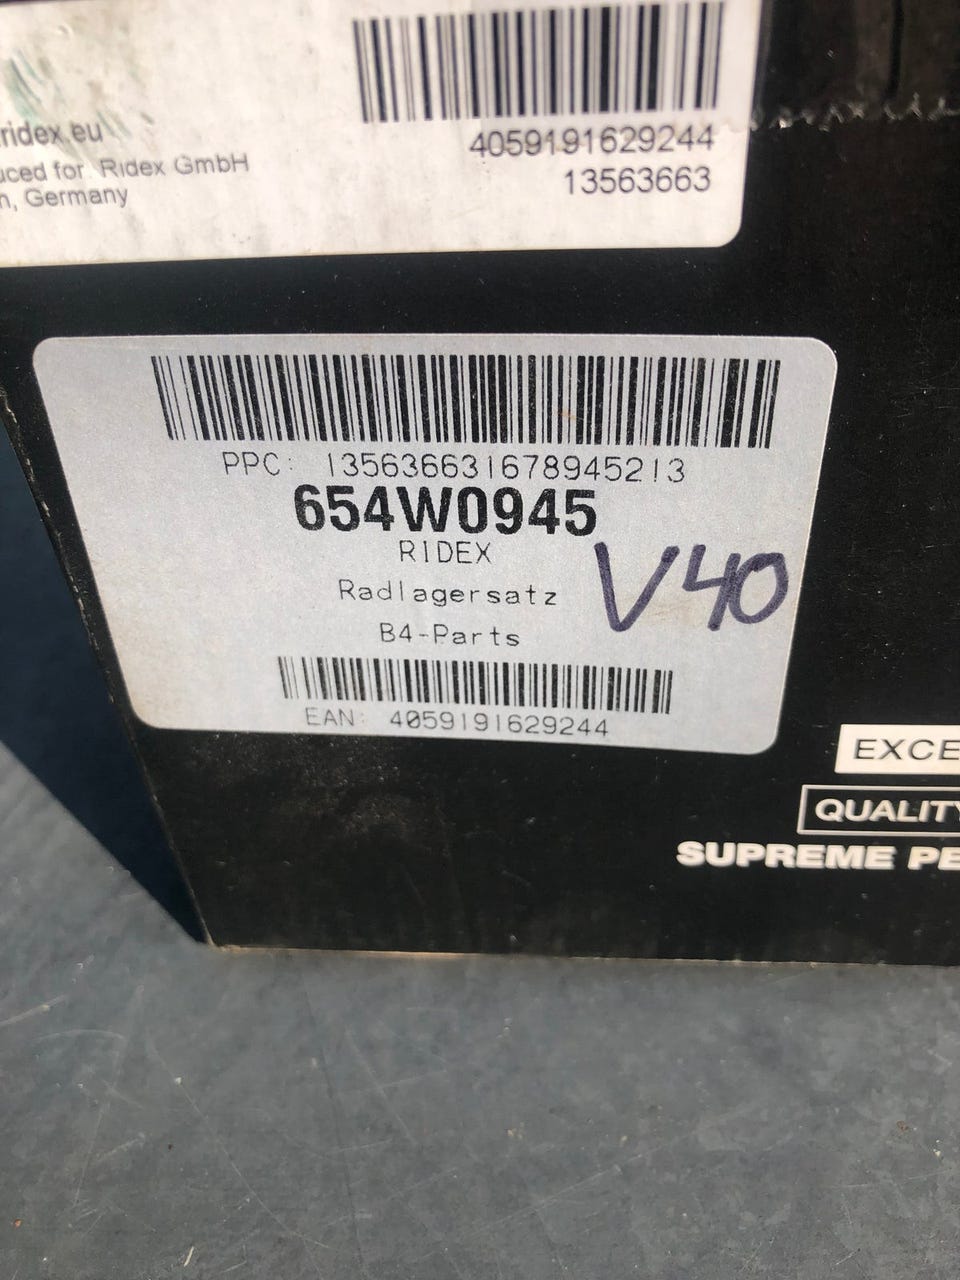 ridex.eu
uced for: Ridex GmbH
n, Germany
4059191629244
13563663
PPC: 135636631678945213
654W0945
RIDEX
Radlagersatz
V40
B4-Parts
EAN: 4059191629244
EXCE
QUALITY
SUPREME PE